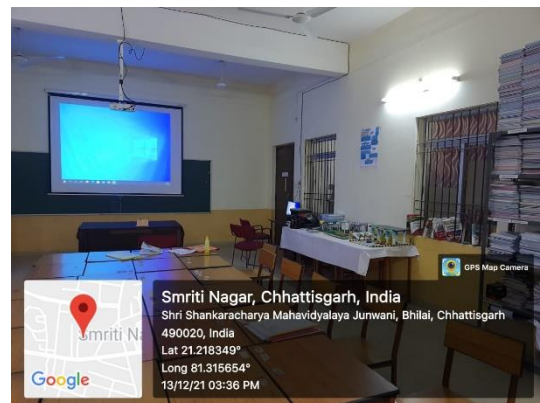 GPS Map Camera
Smriti Nagar, Chhattisgarh, India
Shri Shankaracharya Mahavidyalaya Junwani, Bhilai, Chhattisgarh
490020, India
Lat 21.218349°
Long 81.315654°
13/12/21 03:36 PM
Smriti Na
Google